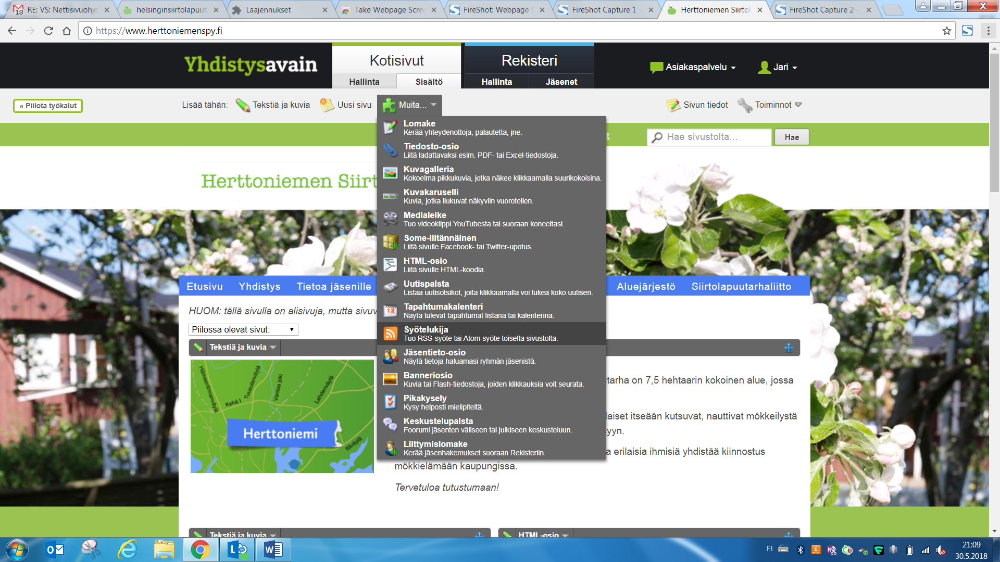 RE: VS: Nettisivuohje
helsinginsiirtolapuut
Laajennukset
Take Webpage Scre
FireShot: Webpage S
FireShot Capture 1 -
Herttoniemen Siirtol
FireShot Capture 2 -
https://www.herttoniemenspy.fi
Yhdistysavain
Kotisivut
Rekisteri
Hallinta
Sisältö
Hallinta
Jäsenet
Asiakaspalvelu
Jari
« Piilota työkalut
Lisää tähän:
Tekstiä ja kuvia
Uusi sivu
Muita...
Sivun tiedot
Toiminnot
Hae sivustolta...
Hae
Herttoniemen Siirt
Lomake
Kerää yhteydenottoja, palautetta, jne.
Tiedosto-osio
Liitä ladattavaksi esim. PDF- tai Excel-tiedostoja.
Kuvagalleria
Kokoelma pikkukuvia, jotka näkee klikkaamalla suurikokoisina.
Kuvakaruselli
Kuvia, jotka liukuvat näkyviin vuorotellen.
Medialeike
Tuo videoklippi YouTubesta tai suoraan koneeltasi.
Some-liitännäinen
Liitä sivulle Facebook- tai Twitter-upotus.
HTML-osio
Liitä sivulle HTML-koodia.
Uutispalsta
Listaa uutisotsikot, joita klikkaamalla voi lukea koko uutisen.
Tapahtumakalenteri
Näytä tulevat tapahtumat listana tai kalenterina.
Syötelukija
Tuo RSS-syöte tai Atom-syöte toiselta sivustolta.
Jäsentieto-osio
Näytä tietoja haluamasi ryhmän jäsenistä.
Banneriosio
Kuvia tai Flash-tiedostoja, joiden klikkauksia voit seurata.
Pikakysely
Kysy helposti mielipiteitä.
Keskustelupalsta
Foorumi jäsenten väliseen tai julkiseen keskusteluun.
Liittymislomake
Kerää jäsenhakemukset suoraan Rekisteriin.
Etusivu
Yhdistys
Tietoa jäsenille
Aluejärjestö
Siirtolapuutarhaliitto
HUOM: tällä sivulla on alisivuja, mutta sivuv
Piilossa olevat sivut:
Tekstiä ja kuvia
Hämeenlinnanväylä
Kehä I
Tuusulanväylä
Vantaa joki
Lahdenväylä
Itäväylä
Herttoniemi
tarha on 7,5 hehtaarin kokoinen alue, jossa
laiset itseään kutsuvat, nauttivat mökkeilystä
yyn.
a erilaisia ihmisiä yhdistää kiinnostus
mökkielämään kaupungissa.
Tervetuloa tutustumaan!
Tekstiä ja kuvia
HTML-osio
FI
21:09
30.5.2018